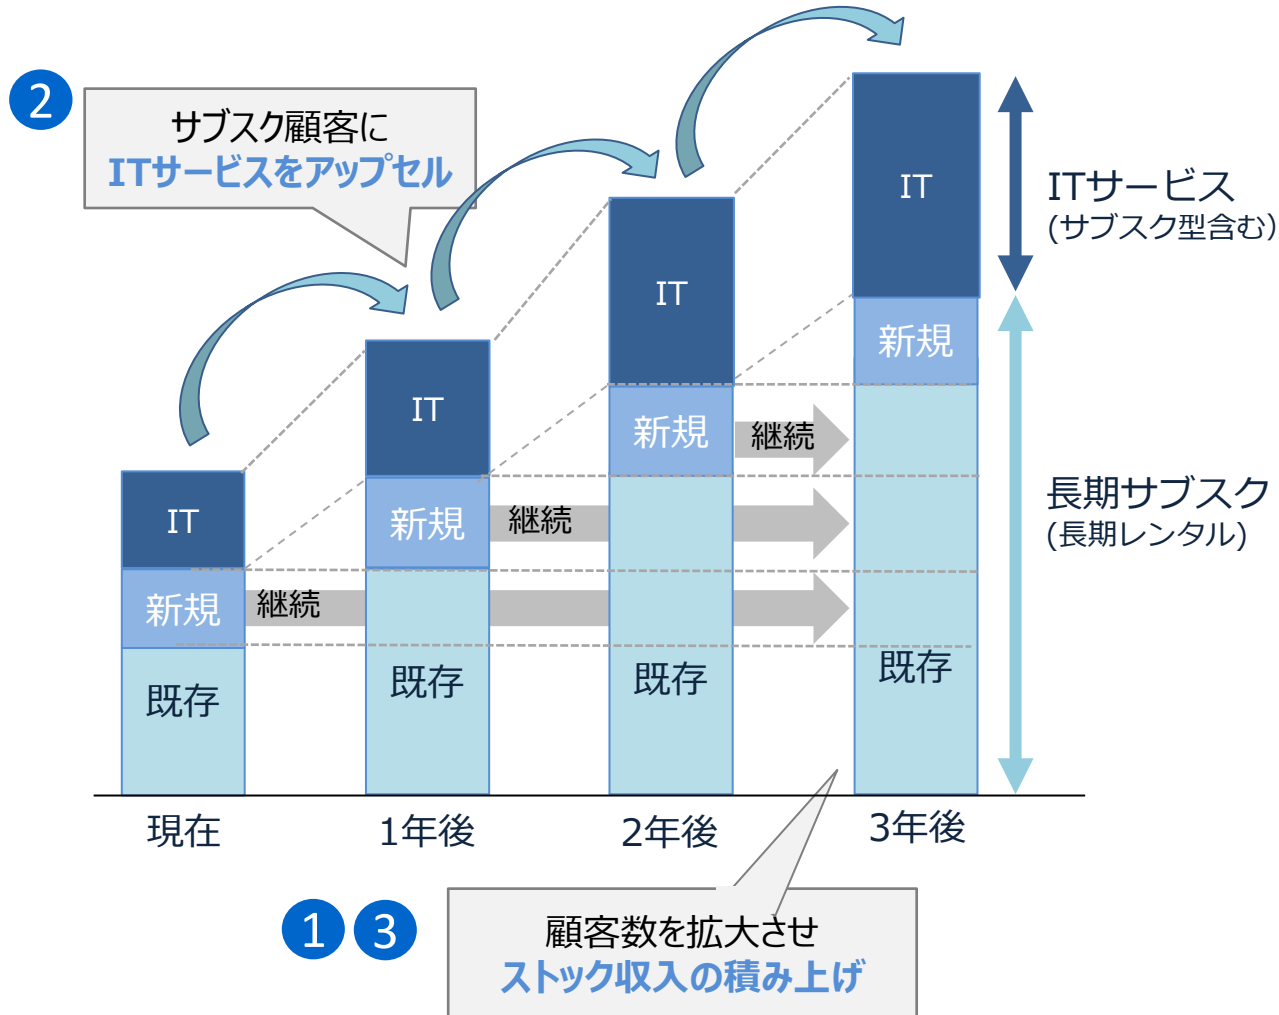 2
サブスク顧客に
ITサービスをアップセル
IT
新規
既存
継続
現在
IT
新規
既存
継続
1年後
IT
新規
既存
継続
2年後
IT
新規
既存
3年後
ITサービス
(サブスク型含む)
長期サブスク
(長期レンタル)
1 3
顧客数を拡大させ
ストック収入の積み上げ